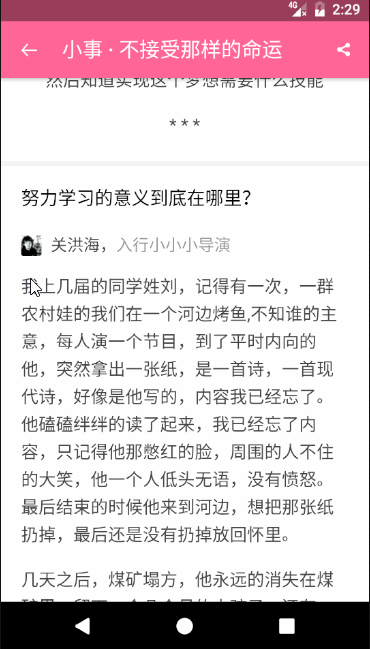 4G 2:29
小事 · 不接受那样的命运
然后知道实现这个梦想需要什么技能
* * *
努力学习的意义到底在哪里?
关洪海，入行小小小导演
我上几届的同学姓刘，记得有一次，一群
农村娃的我们在一个河边烤鱼,不知谁的主
意，每人演一个节目，到了平时内向的
他，突然拿出一张纸，是一首诗，一首现
代诗，好像是他写的，内容我已经忘了。
他磕磕绊绊的读了起来，我已经忘了内
容，只记得他那憋红的脸，周围的人不住
的大笑，他一个人低头无语，没有愤怒。
最后结束的时候他来到河边，想把那张纸
扔掉，最后还是没有扔掉放回怀里。
几天之后，煤矿塌方，他永远的消失在煤